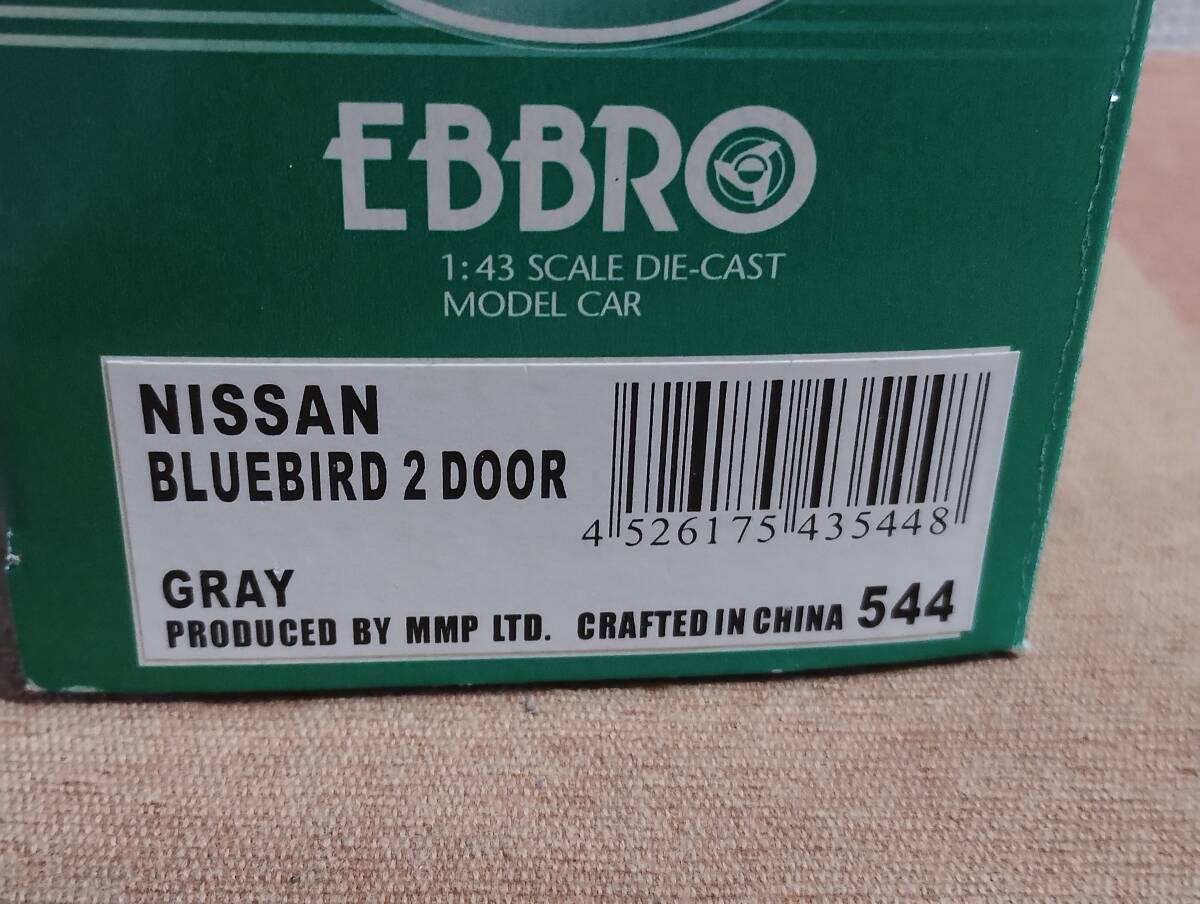 EBBRO
1:43 SCALE DIE-CAST
MODEL CAR
NISSAN
BLUEBIRD 2 DOOR
4 526175 435448
GRAY
PRODUCED BY MMP LTD. CRAFTED IN CHINA 544